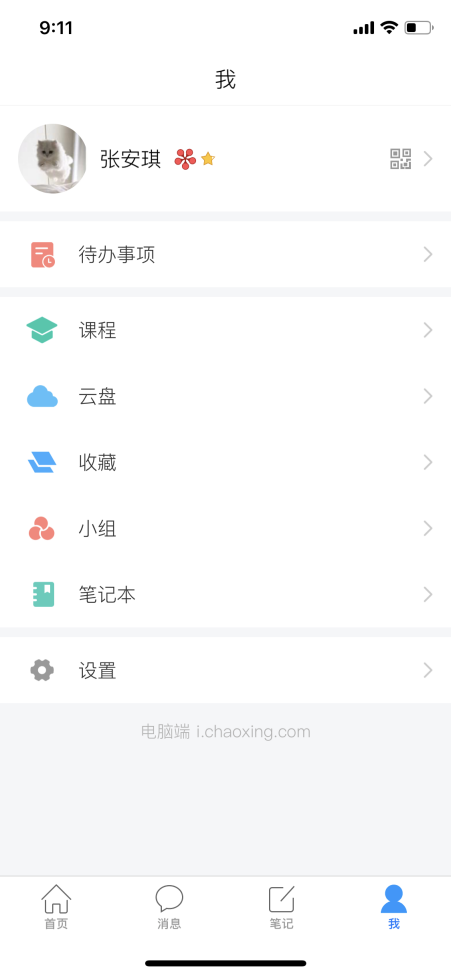 9:11
我
张安琪
待办事项
课程
云盘
收藏
小组
笔记本
设置
电脑端 i.chaoxing.com
首页
消息
笔记
我